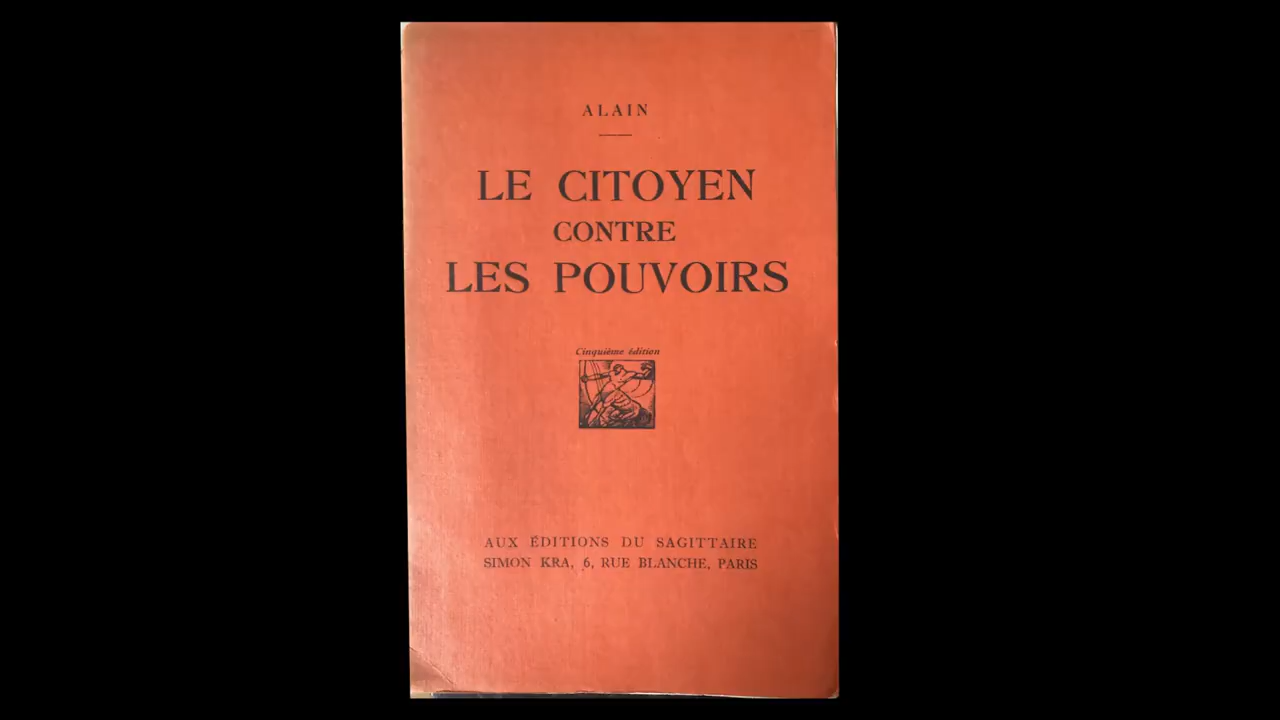 ALAIN
LE CITOYEN
CONTRE
LES POUVOIRS
Cinquième édition
AUX ÉDITIONS DU SAGITTAIRE
SIMON KRA, 6, RUE BLANCHE, PARIS